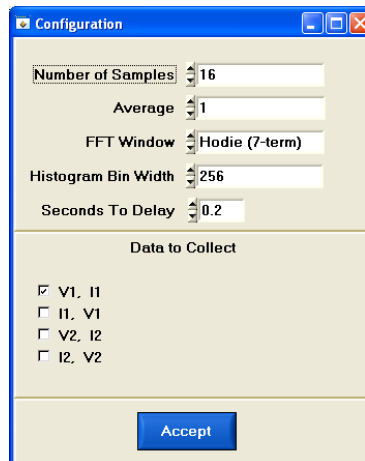 Configuration
Number of Samples 16
Average 1
FFT Window Hodie (7-term)
Histogram Bin Width 256
Seconds To Delay 0.2
Data to Collect
V1, I1
I1, V1
V2, I2
I2, V2
Accept